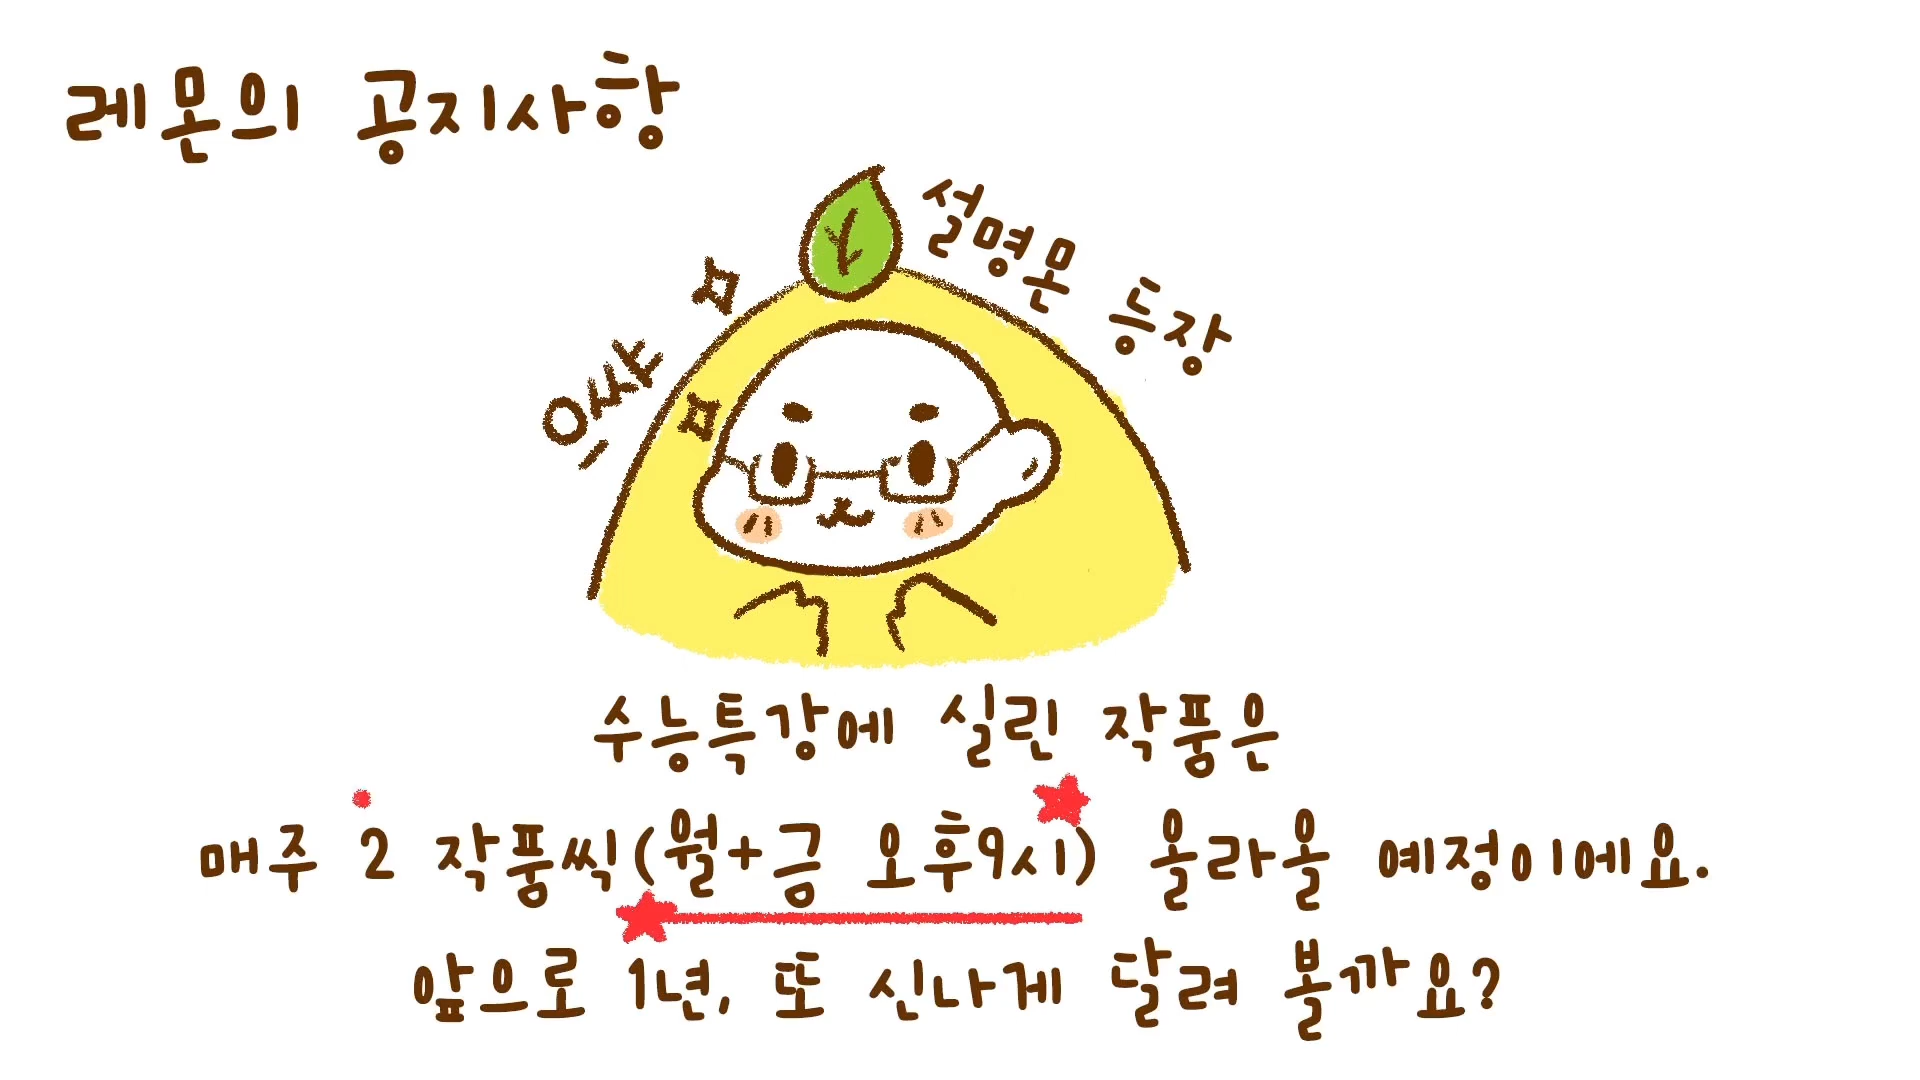 레몬의 공지사항
설명몬 등장
으쌰
수능특강에 실린 작품은
매주 2 작품씩(월+금 오후9시) 올라올 예정이에요.
앞으로 1년, 또 신나게 달려 볼까요?